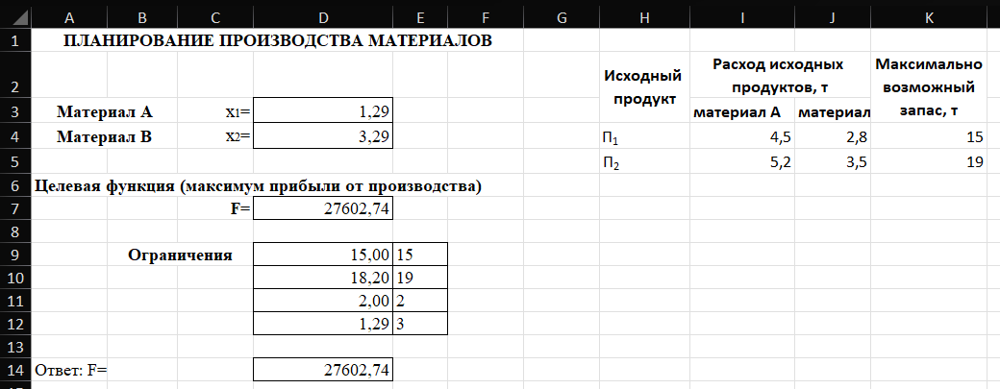 A B C D E F G H I J K
1 ПЛАНИРОВАНИЕ ПРОИЗВОДСТВА МАТЕРИАЛОВ
2 Исходный продукт Расход исходных продуктов, т Максимально возможный запас, т
3 Материал А x1= 1,29 материал А материал
4 Материал В x2= 3,29 П1 4,5 2,8 15
5 П2 5,2 3,5 19
6 Целевая функция (максимум прибыли от производства)
7 F= 27602,74
8
9 Ограничения 15,00 15
10 18,20 19
11 2,00 2
12 1,29 3
13
14 Ответ: F= 27602,74